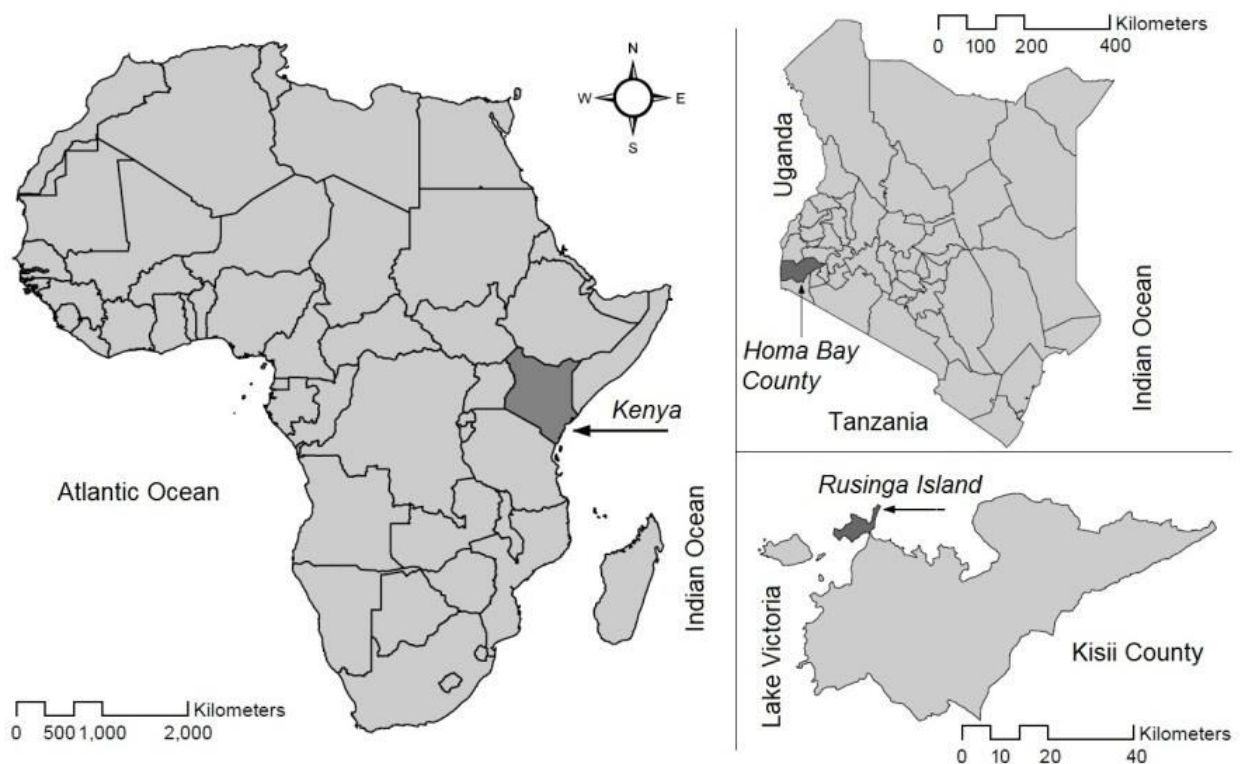 N
W E
S
Kenya
Atlantic Ocean
Indian Ocean
Kilometers
0 500 1,000 2,000
Kilometers
0 100 200 400
Uganda
Homa Bay
County
Tanzania
Indian Ocean
Rusinga Island
Lake Victoria
Kisii County
Kilometers
0 10 20 40